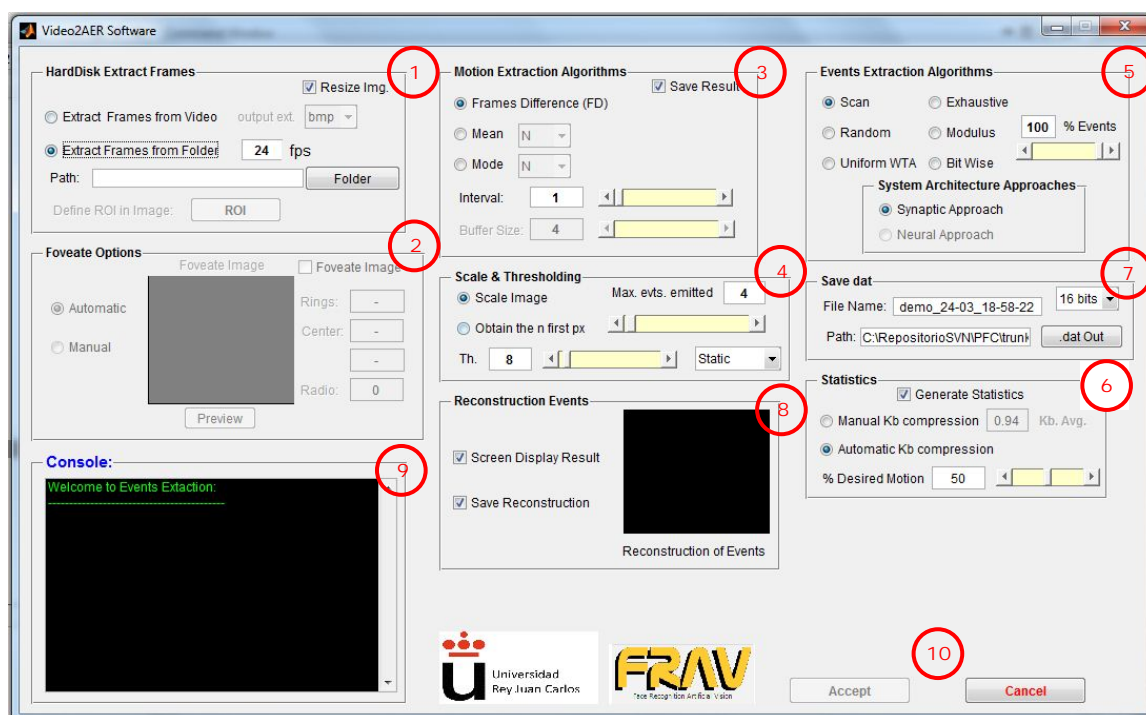 Video2AER Software
HardDisk Extract Frames
1
Resize Img.
Extract Frames from Video output ext. bmp
Extract Frames from Folder 24 fps
Path: Folder
Define ROI in Image: ROI
2
Foveate Options
Foveate Image Foveate Image
Automatic
Manual
Rings: -
Center: -
-
Radio: 0
Preview
Console:
9
Welcome to Events Extaction:
Motion Extraction Algorithms
3
Save Result
Frames Difference (FD)
Mean N
Mode N
Interval: 1
Buffer Size: 4
4
Scale & Thresholding
Scale Image Max. evts. emitted 4
Obtain the n first px
Th. 8 Static
Reconstruction Events
8
Screen Display Result
Save Reconstruction
Reconstruction of Events
Events Extraction Algorithms
5
Scan Exhaustive
Random Modulus 100 % Events
Uniform WTA Bit Wise
System Architecture Approaches
Synaptic Approach
Neural Approach
7
Save dat
File Name: demo_24-03_18-58-22 16 bits
Path: C:\RepositorioSVN\PFC\trunk .dat Out
Statistics
6
Generate Statistics
Manual Kb compression 0.94 Kb. Avg.
Automatic Kb compression
% Desired Motion 50
Universidad
Rey Juan Carlos
FRAV
Face Recognition Artificial Vision
10
Accept Cancel